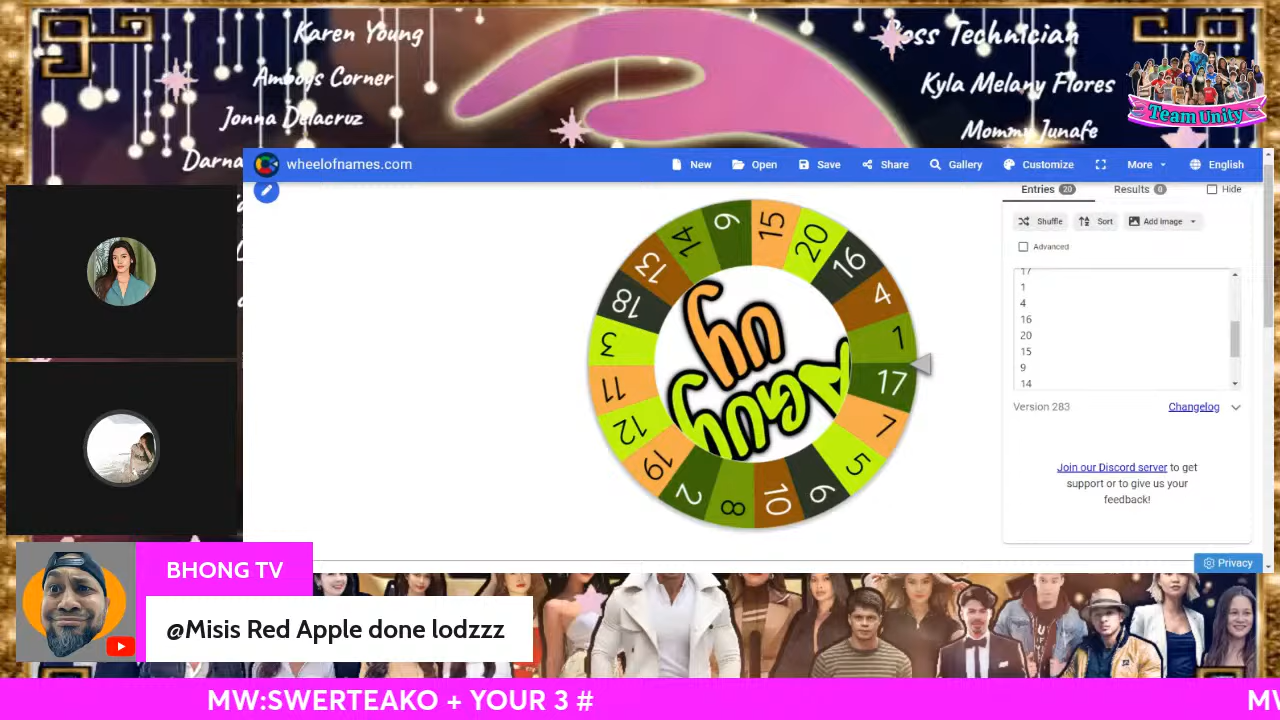 Karen Young
Amboys Corner
Jonna Delacruz
Darna
Boss Technician
Kyla Melany Flores
Mommy Junafe
Team Unity
wheelofnames.com
New
Open
Save
Share
Gallery
Customize
More
English
Entries 20
Results 0
Hide
Shuffle
Sort
Add image
Advanced
17
1
4
16
20
15
9
14
Version 283
Changelog
Join our Discord server to get
support or to give us your
feedback!
Privacy
15
20
16
4
1
17
7
5
6
10
8
2
19
12
11
3
18
13
14
9
BHONG TV
@Misis Red Apple done lodzzz
MW:SWERTEAKO + YOUR 3 #
MW